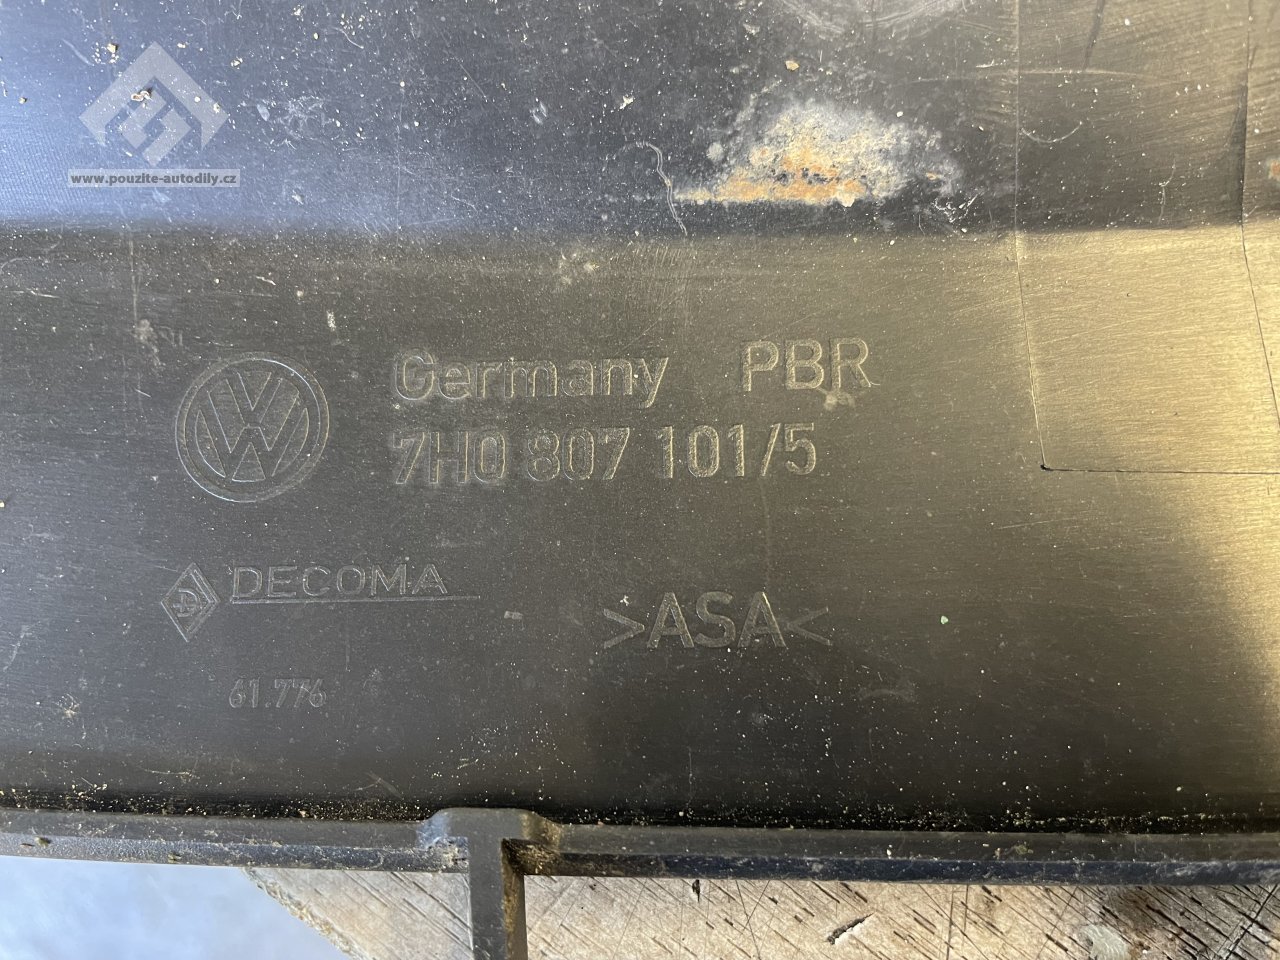 www.pouzite-autodily.cz
Germany PBR
7H0 807 101/5
DECOMA
>ASA<
61.776